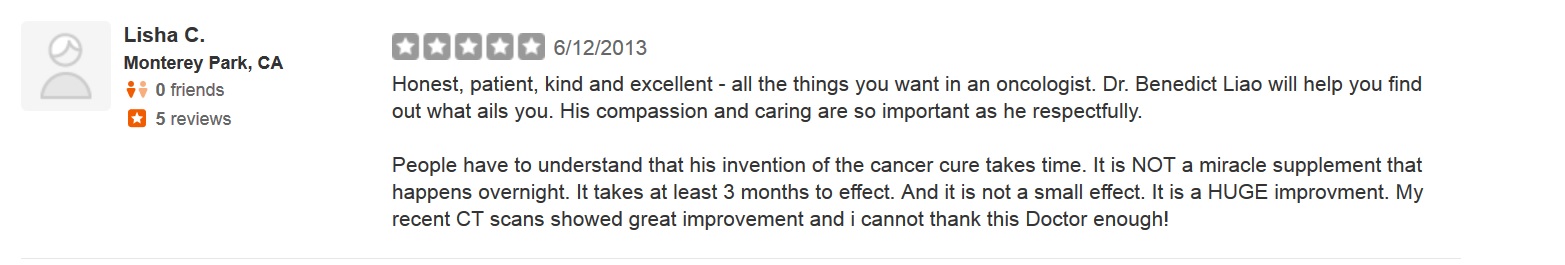 Lisha C.
Monterey Park, CA
0 friends
5 reviews
6/12/2013
Honest, patient, kind and excellent - all the things you want in an oncologist. Dr. Benedict Liao will help you find
out what ails you. His compassion and caring are so important as he respectfully.
People have to understand that his invention of the cancer cure takes time. It is NOT a miracle supplement that
happens overnight. It takes at least 3 months to effect. And it is not a small effect. It is a HUGE improvment. My
recent CT scans showed great improvement and i cannot thank this Doctor enough!